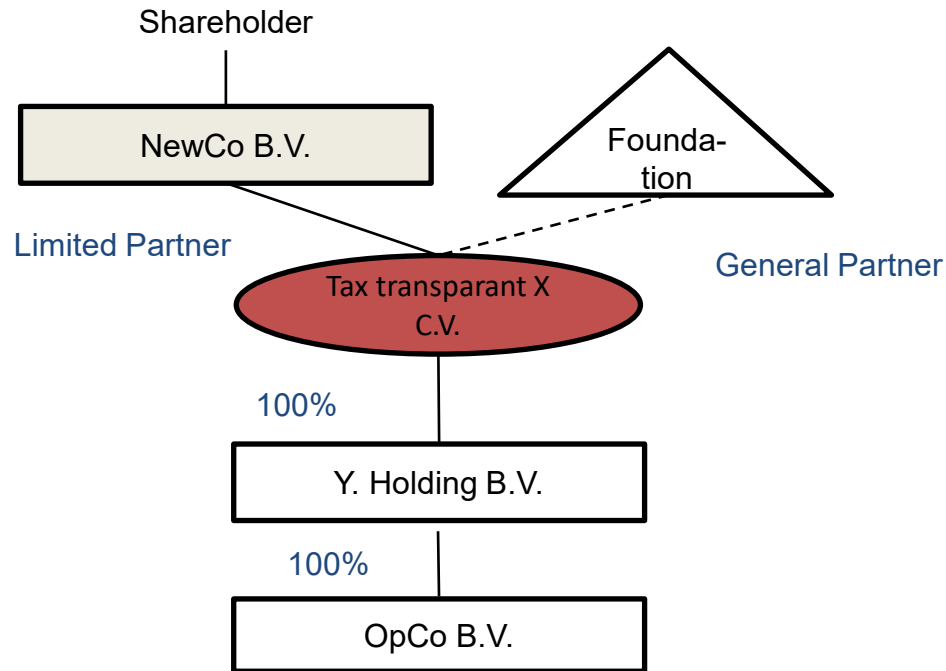 Shareholder
NewCo B.V.
Founda-
tion
Limited Partner
General Partner
Tax transparant X
C.V.
100%
Y. Holding B.V.
100%
OpCo B.V.